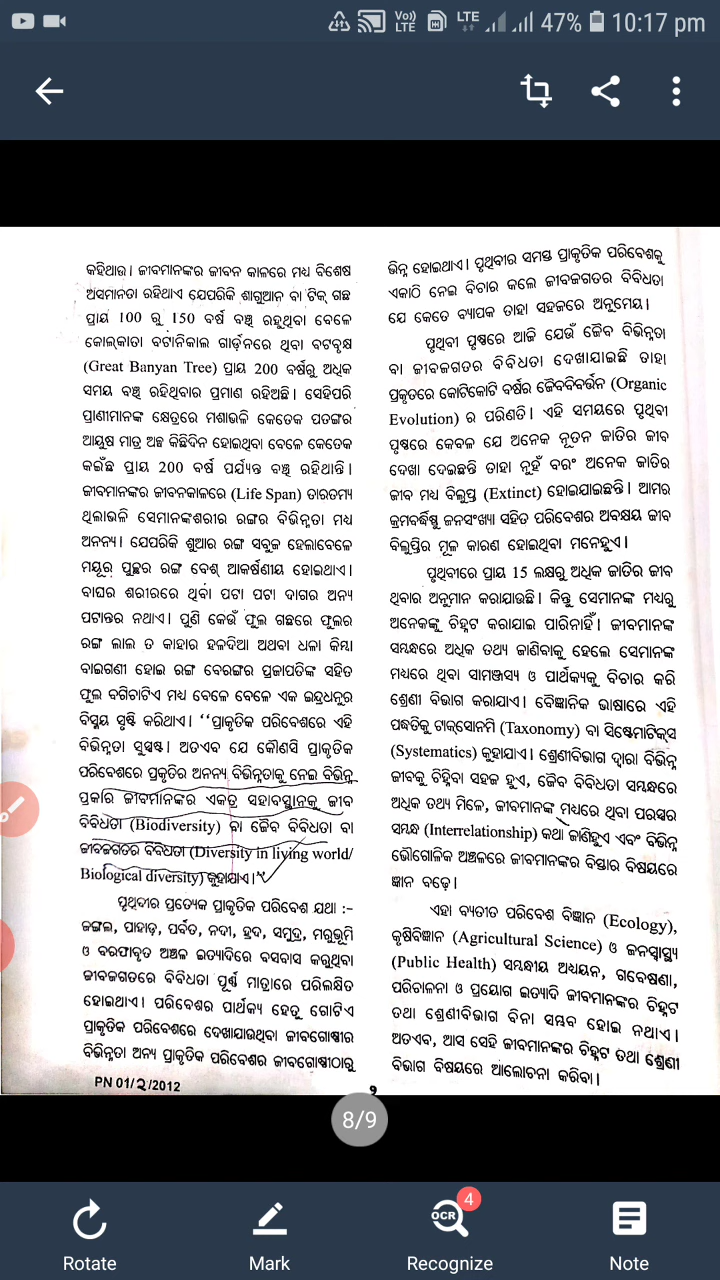 Vo))
LTE
LTE
47%
10:17 pm
କହିଥାଉ। ଜୀବମାନଙ୍କର ଜୀବନ କାଳରେ ମଧ୍ୟ ବିଶେଷ
ଅସମାନତା ରହିଥାଏ ଯେପରିକି ଶାଗୁଆନ ବା ଟିକ୍ ଗଛ
ପ୍ରାୟ 100 ରୁ 150 ବର୍ଷ ବଞ୍ଚି ରହୁଥିବା ବେଳେ
କୋଲ୍‌କାତା ବଟାନିକାଲ ଗାର୍ଡ଼ନରେ ଥିବା ବଟବୃକ୍ଷ
(Great Banyan Tree) ପ୍ରାୟ 200 ବର୍ଷରୁ ଅଧିକ
ସମୟ ବଞ୍ଚି ରହିଥିବାର ପ୍ରମାଣ ରହିଅଛି। ସେହିପରି
ପ୍ରାଣୀମାନଙ୍କ କ୍ଷେତ୍ରରେ ମଶାଭଳି କେତେକ ପତଙ୍ଗର
ଆୟୁଷ ମାତ୍ର ଅଳ୍ପ କିଛିଦିନ ହୋଇଥିବା ବେଳେ କେତେକ
କଇଁଛ ପ୍ରାୟ 200 ବର୍ଷ ପର୍ଯ୍ୟନ୍ତ ବଞ୍ଚି ରହିଥାନ୍ତି।
ଜୀବମାନଙ୍କର ଜୀବନକାଳରେ (Life Span) ତାରତମ୍ୟ
ଥିଲାଭଳି ସେମାନଙ୍କଶରୀର ରଙ୍ଗର ବିଭିନ୍ନତା ମଧ୍ୟ
ଅନନ୍ୟ। ଯେପରିକି ଶୁଆର ରଙ୍ଗ ସବୁଜ ହେଲାବେଳେ
ମୟୂର ପୁଚ୍ଛର ରଙ୍ଗ ବେଶ୍ ଆକର୍ଷଣୀୟ ହୋଇଥାଏ।
ବାଘର ଶରୀରରେ ଥିବା ପଟା ପଟା ଦାଗର ଅନ୍ୟ
ପଟାନ୍ତର ନଥାଏ। ପୁଣି କେଉଁ ଫୁଲ ଗଛରେ ଫୁଲର
ରଙ୍ଗ ଲାଲ ତ କାହାର ହଳଦିଆ ଅଥବା ଧଳା କିମ୍ବା
ବାଇଗଣୀ ହୋଇ ରଙ୍ଗ ବେରଙ୍ଗର ପ୍ରଜାପତିଙ୍କ ସହିତ
ଫୁଲ ବଗିଚାଟିଏ ମଧ୍ୟ ବେଳେ ବେଳେ ଏକ ଇନ୍ଦ୍ରଧନୁର
ବିସ୍ମୟ ସୃଷ୍ଟି କରିଥାଏ। “ପ୍ରାକୃତିକ ପରିବେଶରେ ଏହି
ବିଭିନ୍ନତା ସୁସ୍ପଷ୍ଟ। ଅତଏବ ଯେ କୌଣସି ପ୍ରାକୃତିକ
ପରିବେଶରେ ପ୍ରକୃତିର ଅନନ୍ୟ ବିଭିନ୍ନତାକୁ ନେଇ ବିଭିନ୍ନ
ପ୍ରକାର ଜୀବମାନଙ୍କର ଏକତ୍ର ସହାବସ୍ଥାନକୁ ଜୀବ
ବିବିଧତା (Biodiversity) ବା ଜୈବ ବିବିଧତା ବା
ଜୀବଜଗତର ବିବିଧତା (Diversity in living world/
Biological diversity) କୁହାଯାଏ।”
ପୃଥିବୀର ପ୍ରତ୍ୟେକ ପ୍ରାକୃତିକ ପରିବେଶ ଯଥା :-
ଜଙ୍ଗଲ, ପାହାଡ଼, ପର୍ବତ, ନଦୀ, ହ୍ରଦ, ସମୁଦ୍ର, ମରୁଭୂମି
ଓ ବରଫାବୃତ ଅଞ୍ଚଳ ଇତ୍ୟାଦିରେ ବସବାସ କରୁଥିବା
ଜୀବଜଗତରେ ବିବିଧତା ପୂର୍ଣ୍ଣ ମାତ୍ରାରେ ପରିଲକ୍ଷିତ
ହୋଇଥାଏ। ପରିବେଶର ପାର୍ଥକ୍ୟ ହେତୁ ଗୋଟିଏ
ପ୍ରାକୃତିକ ପରିବେଶରେ ଦେଖାଯାଉଥିବା ଜୀବଗୋଷ୍ଠୀର
ବିଭିନ୍ନତା ଅନ୍ୟ ପ୍ରାକୃତିକ ପରିବେଶର ଜୀବଗୋଷ୍ଠୀଠାରୁ
PN 01/2/2012
ଭିନ୍ନ ହୋଇଥାଏ। ପୃଥିବୀର ସମସ୍ତ ପ୍ରାକୃତିକ ପରିବେଶକୁ
ଏକାଠି ନେଇ ବିଚାର କଲେ ଜୀବଜଗତର ବିବିଧତା
ଯେ କେତେ ବ୍ୟାପକ ତାହା ସହଜରେ ଅନୁମେୟ।
ପୃଥିବୀ ପୃଷ୍ଠରେ ଆଜି ଯେଉଁ ଜୈବ ବିଭିନ୍ନତା
ବା ଜୀବଜଗତର ବିବିଧତା ଦେଖାଯାଇଛି ତାହା
ପ୍ରକୃତରେ କୋଟିକୋଟି ବର୍ଷର ଜୈବବିବର୍ତ୍ତନ (Organic
Evolution) ର ପରିଣତି। ଏହି ସମୟରେ ପୃଥିବୀ
ପୃଷ୍ଠରେ କେବଳ ଯେ ଅନେକ ନୂତନ ଜାତିର ଜୀବ
ଦେଖା ଦେଇଛନ୍ତି ତାହା ନୁହଁ ବରଂ ଅନେକ ଜାତିର
ଜୀବ ମଧ୍ୟ ବିଲୁପ୍ତ (Extinct) ହୋଇଯାଇଛନ୍ତି। ଆମର
କ୍ରମବର୍ଦ୍ଧିଷ୍ଣୁ ଜନସଂଖ୍ୟା ସହିତ ପରିବେଶର ଅବକ୍ଷୟ ଜୀବ
ବିଲୁପ୍ତିର ମୂଳ କାରଣ ହୋଇଥିବା ମନେହୁଏ।
ପୃଥିବୀରେ ପ୍ରାୟ 15 ଲକ୍ଷରୁ ଅଧିକ ଜାତିର ଜୀବ
ଥିବାର ଅନୁମାନ କରାଯାଉଛି। କିନ୍ତୁ ସେମାନଙ୍କ ମଧ୍ୟରୁ
ଅନେକଙ୍କୁ ଚିହ୍ନଟ କରାଯାଇ ପାରିନାହିଁ। ଜୀବମାନଙ୍କ
ସମ୍ବନ୍ଧରେ ଅଧିକ ତଥ୍ୟ ଜାଣିବାକୁ ହେଲେ ସେମାନଙ୍କ
ମଧ୍ୟରେ ଥିବା ସାମଞ୍ଜସ୍ୟ ଓ ପାର୍ଥକ୍ୟକୁ ବିଚାର କରି
ଶ୍ରେଣୀ ବିଭାଗ କରାଯାଏ। ବୈଜ୍ଞାନିକ ଭାଷାରେ ଏହି
ପଦ୍ଧତିକୁ ଟାକ୍ସୋନମି (Taxonomy) ବା ସିଷ୍ଟେମାଟିକ୍ସ
(Systematics) କୁହାଯାଏ। ଶ୍ରେଣୀବିଭାଗ ଦ୍ୱାରା ବିଭିନ୍ନ
ଜୀବକୁ ଚିହ୍ନିବା ସହଜ ହୁଏ, ଜୈବ ବିବିଧତା ସମ୍ବନ୍ଧରେ
ଅଧିକ ତଥ୍ୟ ମିଳେ, ଜୀବମାନଙ୍କ ମଧ୍ୟରେ ଥିବା ପରସ୍ପର
ସମ୍ବନ୍ଧ (Interrelationship) କଥା ଜାଣିହୁଏ ଏବଂ ବିଭିନ୍ନ
ଭୌଗୋଳିକ ଅଞ୍ଚଳରେ ଜୀବମାନଙ୍କର ବିସ୍ତାର ବିଷୟରେ
ଜ୍ଞାନ ବଢ଼େ।
ଏହା ବ୍ୟତୀତ ପରିବେଶ ବିଜ୍ଞାନ (Ecology),
କୃଷିବିଜ୍ଞାନ (Agricultural Science) ଓ ଜନସ୍ୱାସ୍ଥ୍ୟ
(Public Health) ସମ୍ବନ୍ଧୀୟ ଅଧ୍ୟୟନ, ଗବେଷଣା,
ପରିଚାଳନା ଓ ପ୍ରୟୋଗ ଇତ୍ୟାଦି ଜୀବମାନଙ୍କର ଚିହ୍ନଟ
ତଥା ଶ୍ରେଣୀବିଭାଗ ବିନା ସମ୍ଭବ ହୋଇ ନଥାଏ।
ଅତଏବ, ଆସ ସେହି ଜୀବମାନଙ୍କର ଚିହ୍ନଟ ତଥା ଶ୍ରେଣୀ
ବିଭାଗ ବିଷୟରେ ଆଲୋଚନା କରିବା।
8/9
OCR
4
Rotate
Mark
Recognize
Note